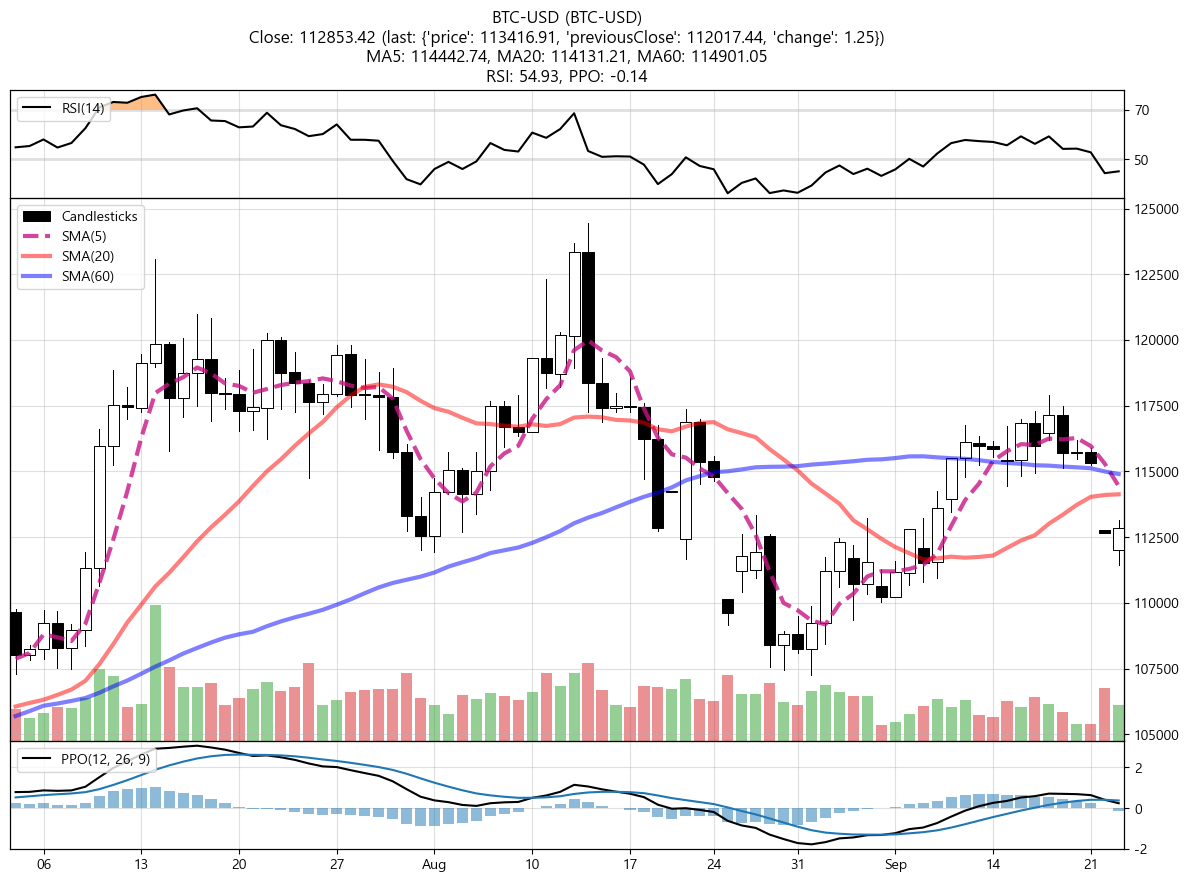 BTC-USD (BTC-USD)
Close: 112853.42 (last: {'price': 113416.91, 'previousClose': 112017.44, 'change': 1.25})
MA5: 114442.74, MA20: 114131.21, MA60: 114901.05
RSI: 54.93, PPO: -0.14
RSI(14)
70
50
Candlesticks
SMA(5)
SMA(20)
SMA(60)
125000
122500
120000
117500
115000
112500
110000
107500
105000
PPO(12, 26, 9)
2
0
-2
06 13 20 27 Aug 10 17 24 31 Sep 14 21